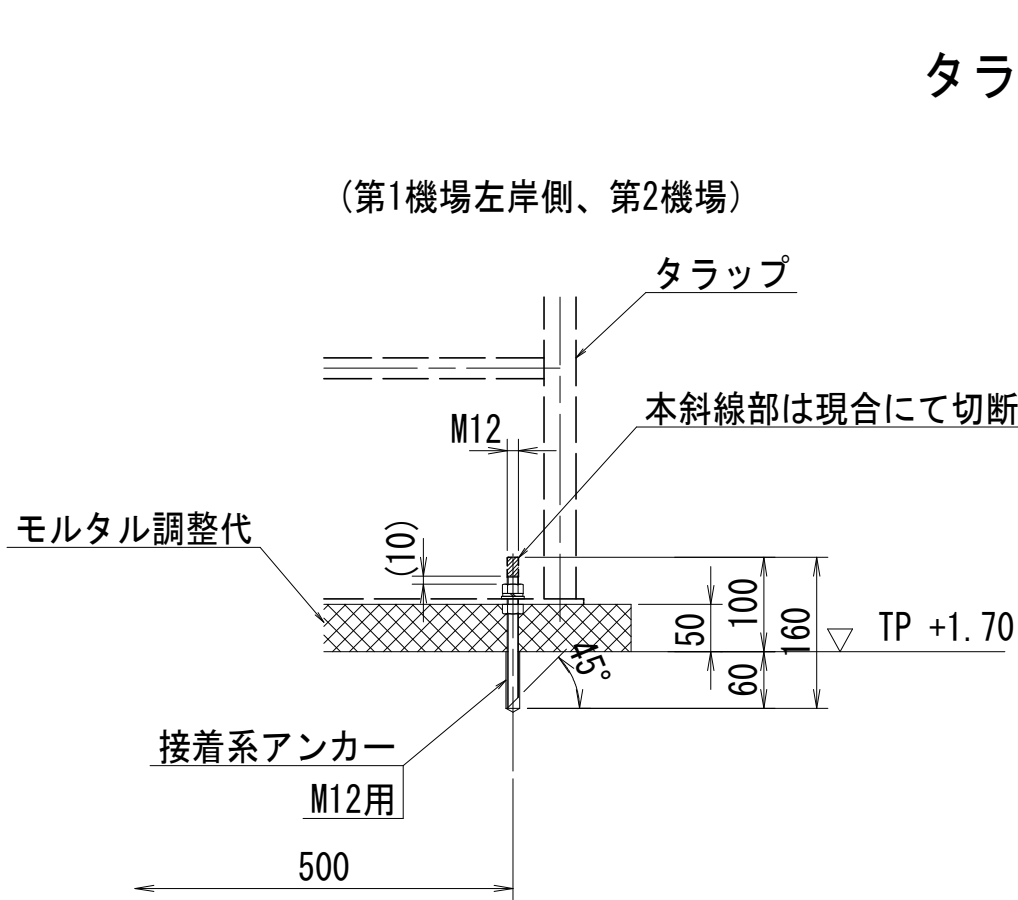 タラ
(第1機場左岸側、第2機場)
タラップ
本斜線部は現合にて切断
M12
モルタル調整代
(10)
50
100
160
60
TP +1.70
45°
接着系アンカー
M12用
500